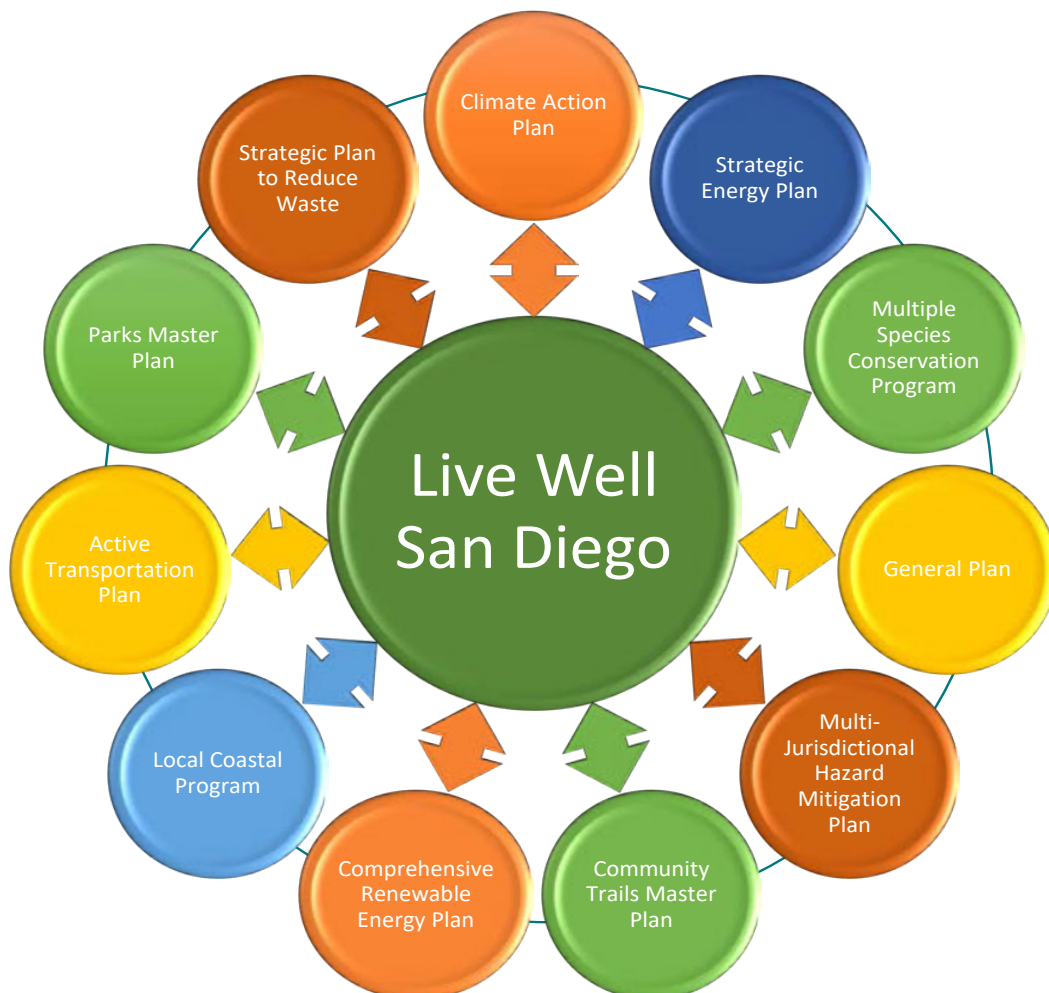 Climate Action
Plan
Strategic
Energy Plan
Multiple
Species
Conservation
Program
General Plan
Multi-
Jurisdictional
Hazard
Mitigation
Plan
Community
Trails Master
Plan
Comprehensive
Renewable
Energy Plan
Local Coastal
Program
Active
Transportation
Plan
Parks Master
Plan
Strategic Plan
to Reduce
Waste
Live Well
San Diego